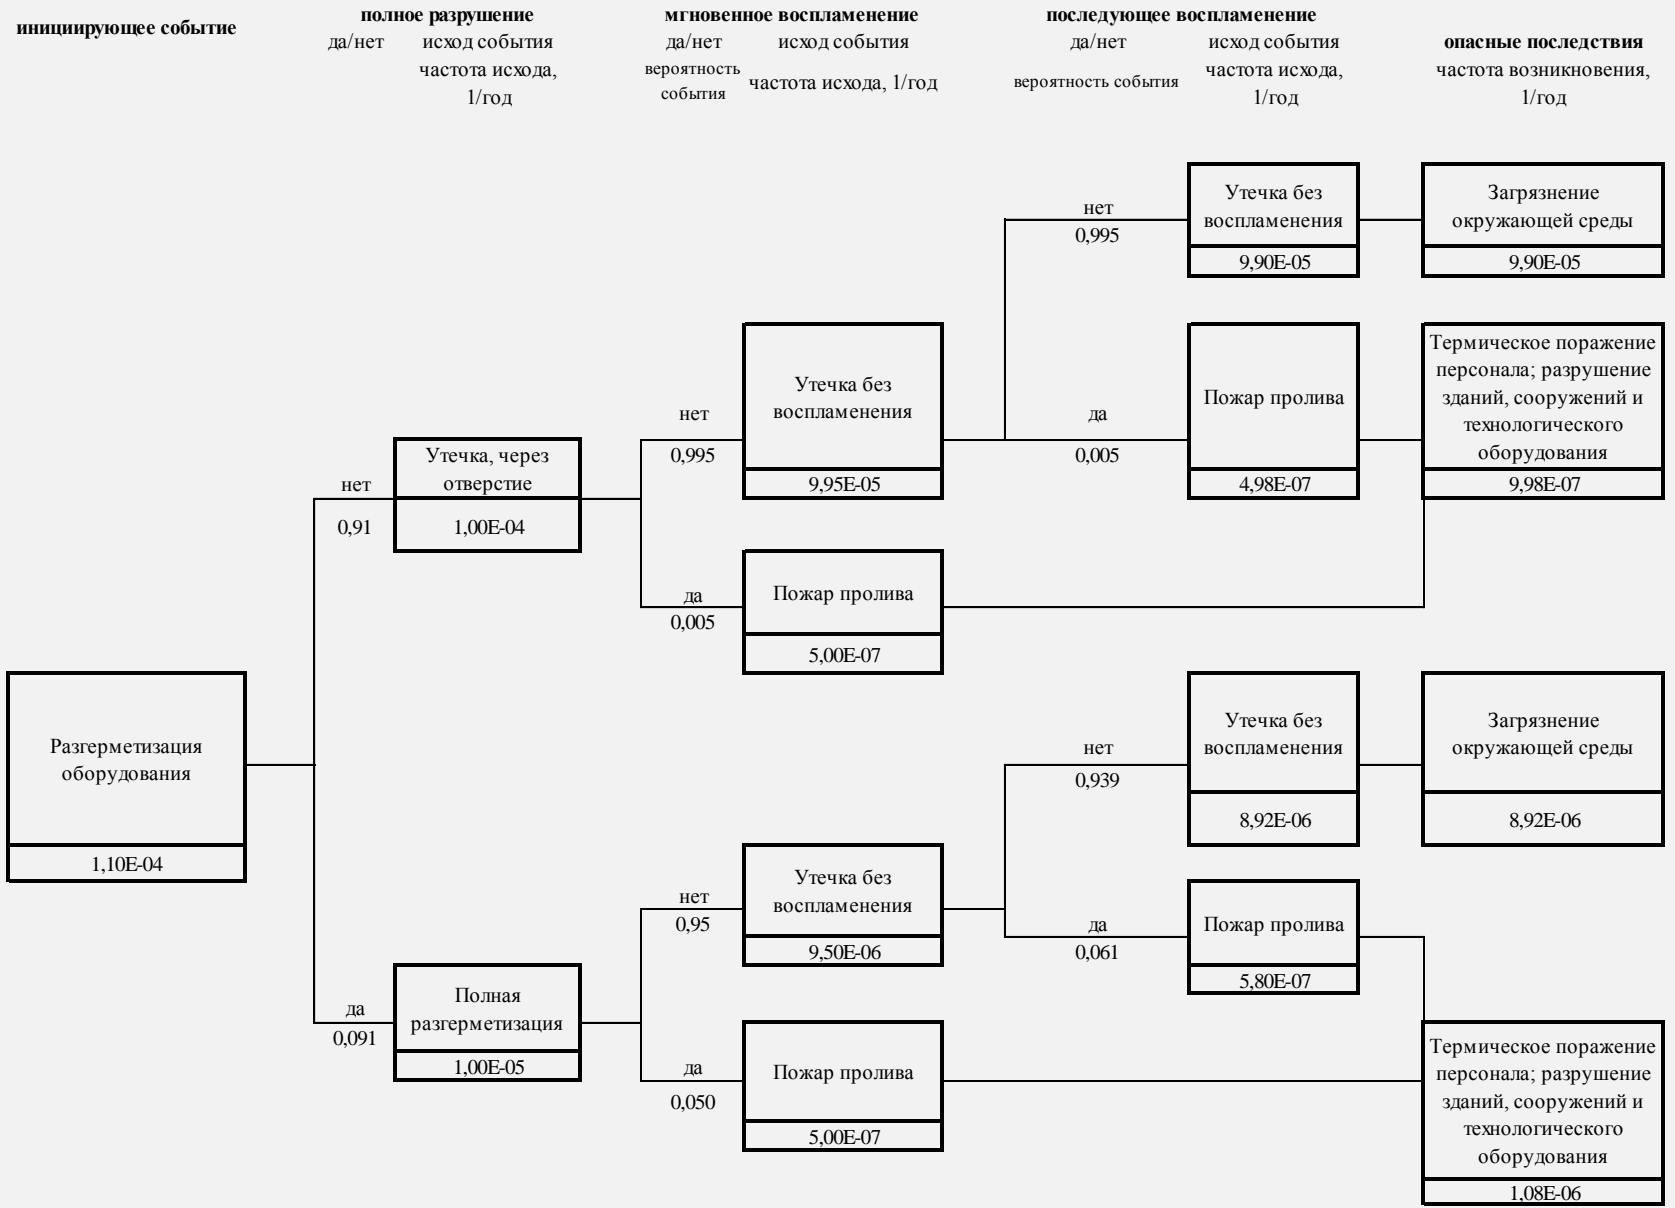 инициирующее событие
полное разрушение
да/нет
исход события
частота исхода,
1/год
мгновенное воспламенение
да/нет
вероятность
события
исход события
частота исхода, 1/год
последующее воспламенение
да/нет
вероятность события
исход события
частота исхода,
1/год
опасные последствия
частота возникновения,
1/год
нет
0,995
Утечка без
воспламенения
9,90E-05
Загрязнение
окружающей среды
9,90E-05
Утечка без
воспламенения
9,95E-05
да
0,005
Пожар пролива
4,98E-07
Термическое поражение
персонала; разрушение
зданий, сооружений и
технологического
оборудования
9,98E-07
нет
0,995
нет
0,91
Утечка, через
отверстие
1,00E-04
да
0,005
Пожар пролива
5,00E-07
Разгерметизация
оборудования
1,10E-04
нет
0,939
Утечка без
воспламенения
8,92E-06
Загрязнение
окружающей среды
8,92E-06
нет
0,95
Утечка без
воспламенения
9,50E-06
да
0,061
Пожар пролива
5,80E-07
да
0,091
Полная
разгерметизация
1,00E-05
да
0,050
Пожар пролива
5,00E-07
Термическое поражение
персонала; разрушение
зданий, сооружений и
технологического
оборудования
1,08E-06